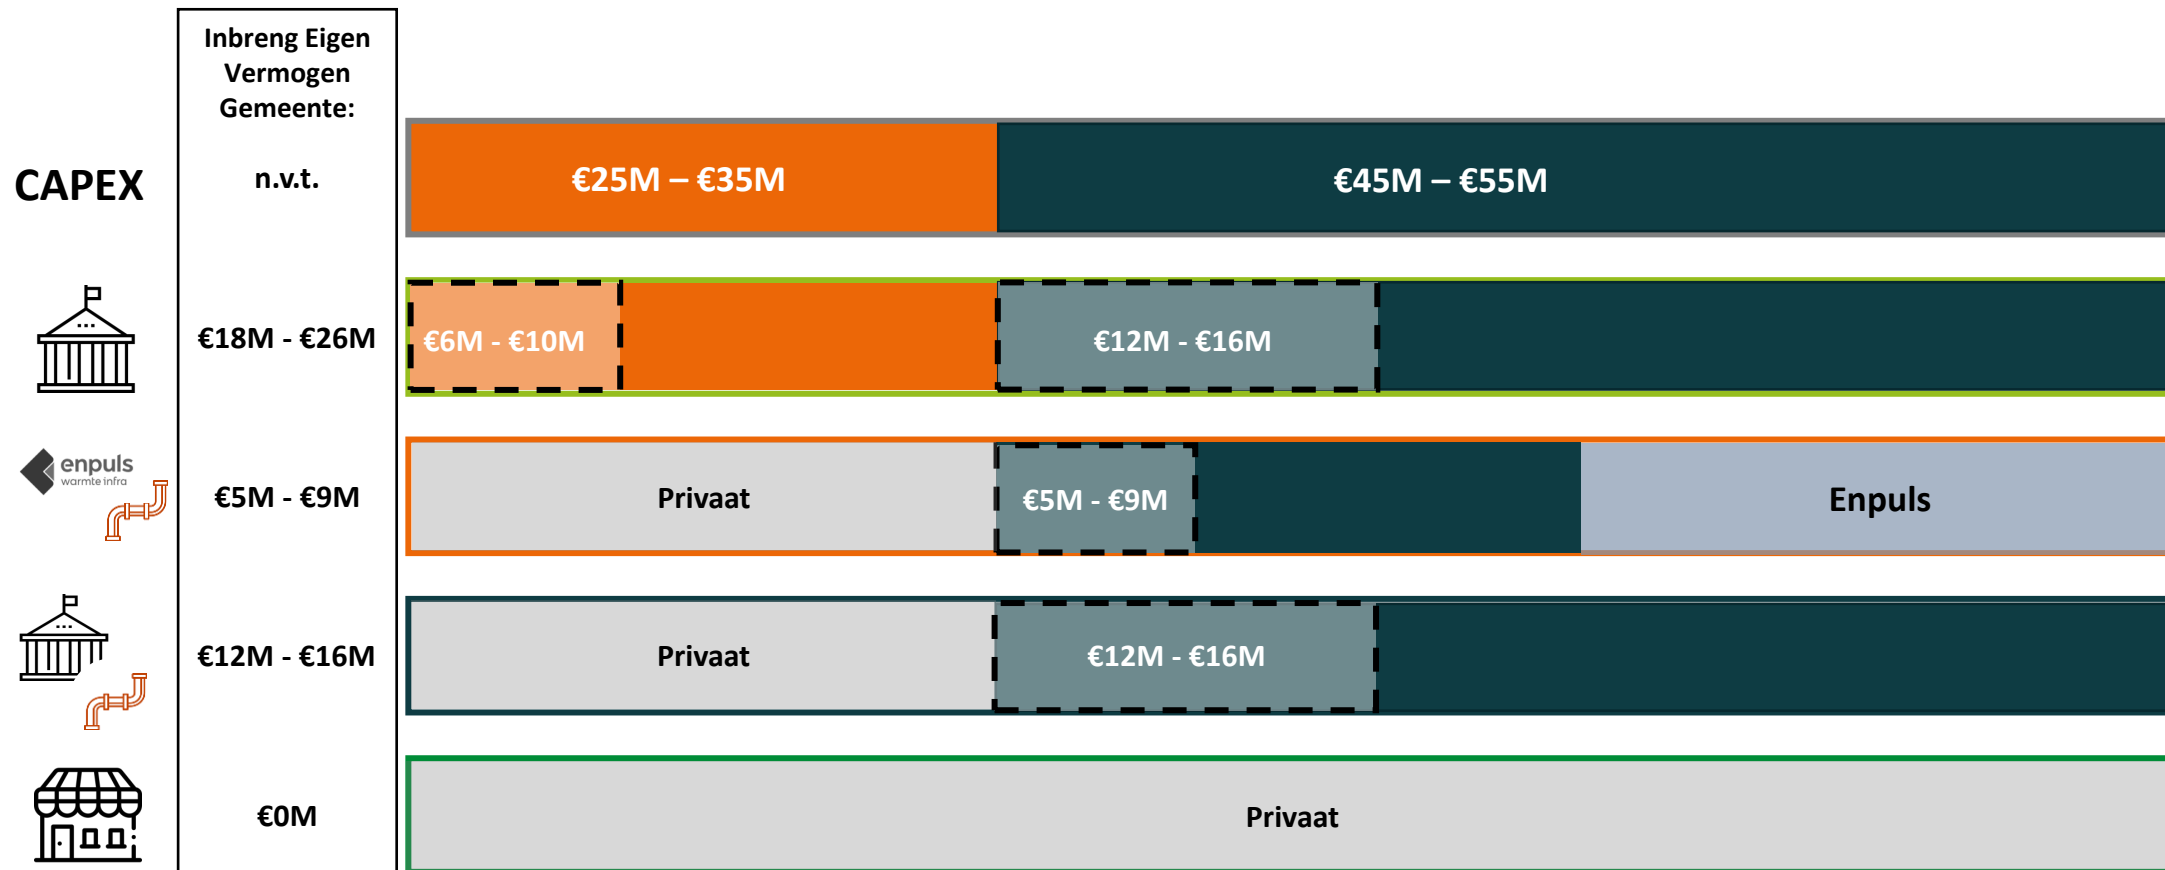 Inbreng Eigen
Vermogen
Gemeente:
CAPEX
n.v.t.
€25M – €35M
€45M – €55M
€18M - €26M
€6M - €10M
€12M - €16M
enpuls
warmte infra
€5M - €9M
Privaat
€5M - €9M
Enpuls
€12M - €16M
Privaat
€12M - €16M
€0M
Privaat